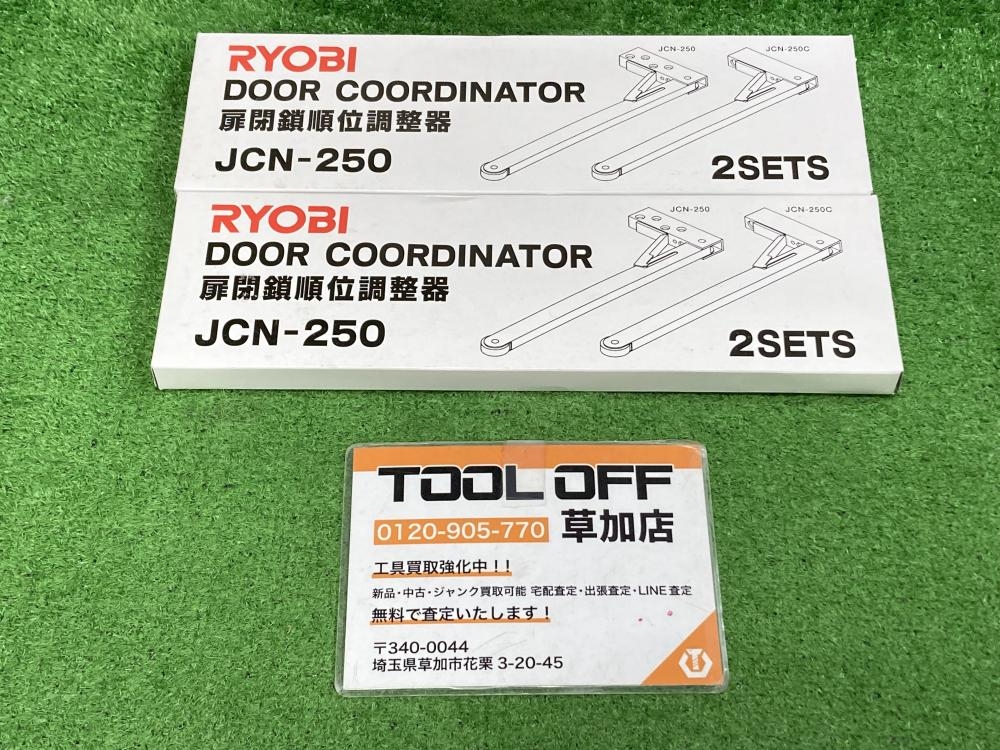 RYOBI
DOOR COORDINATOR
扉閉鎖順位調整器
JCN-250
JCN-250
JCN-250C
2SETS
RYOBI
DOOR COORDINATOR
扉閉鎖順位調整器
JCN-250
JCN-250
JCN-250C
2SETS
TOOL OFF
0120-905-770 草加店
工具買取強化中!!
新品・中古・ジャンク買取可能 宅配査定・出張査定・LINE査定
無料で査定いたします!
〒340-0044
埼玉県草加市花栗 3-20-45